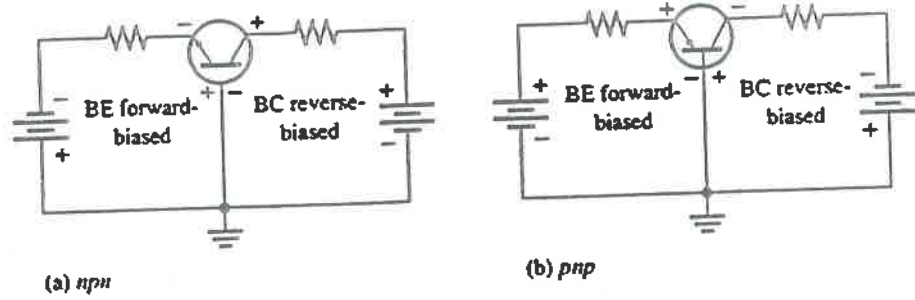 - +
+ -
- +
BE forward-
biased
BC reverse-
biased
+ -
(a) npn
+ -
- +
+ -
BE forward-
biased
BC reverse-
biased
- +
(b) pnp